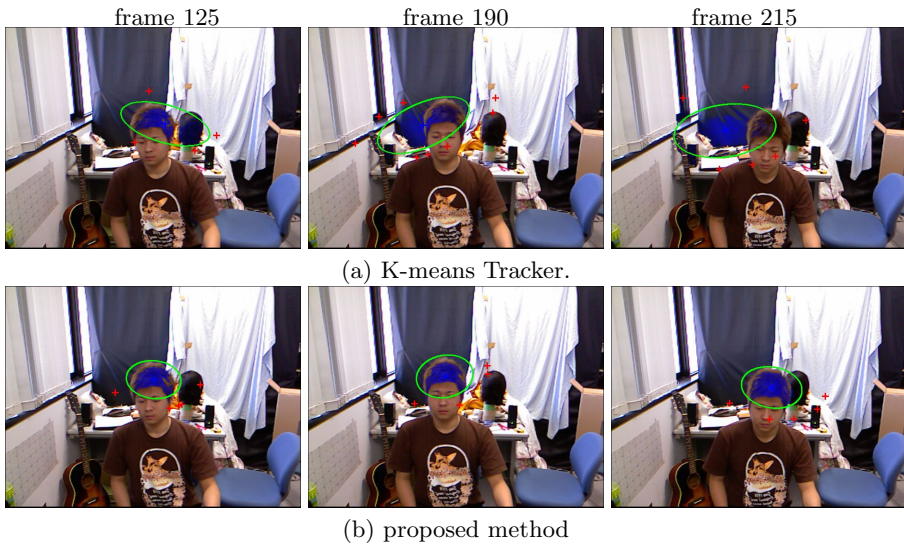 frame 125
frame 190
frame 215
(a) K-means Tracker.
(b) proposed method